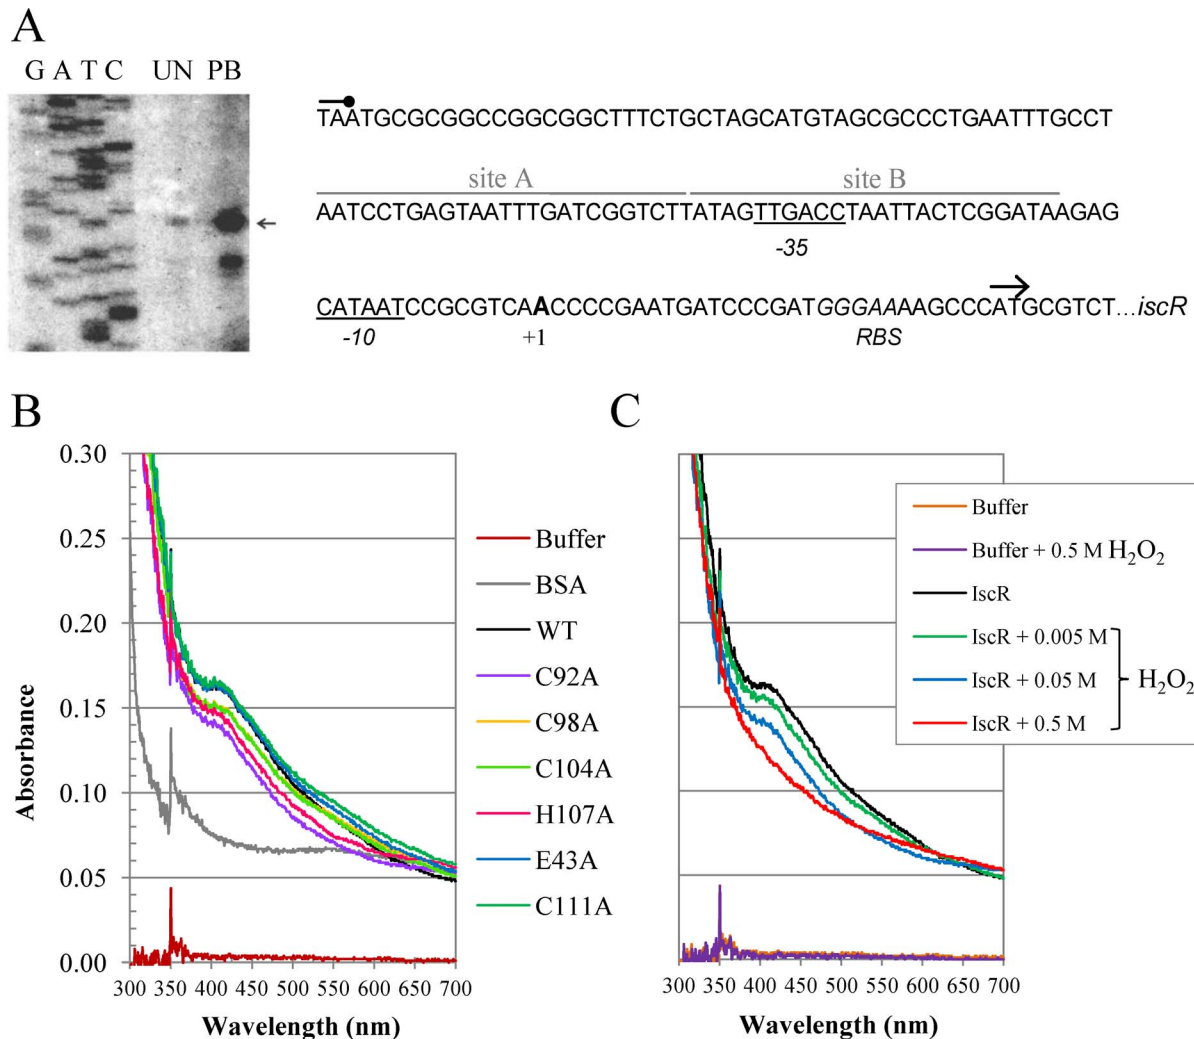 A
G A T C UN PB
TAATGCGCGGCCGGCGGCTTTCTGCTAGCATGTAGCGCCCTGAATTTGCCT
site A site B
AATCCTGAGTAATTTGATCGGTCTTATAGTTGACCTAATTACTCGGATAAGAG
-35
CATAATCCGCGTCAACCCCGAATGATCCCGATGGGAAAAGCCCATGCGTCT...iscR
-10 +1 RBS
B
0.30
0.25
0.20
0.15
0.10
0.05
0.00
Absorbance
300 350 400 450 500 550 600 650 700
Wavelength (nm)
Buffer
BSA
WT
C92A
C98A
C104A
H107A
E43A
C111A
C
Buffer
Buffer + 0.5 M H₂O₂
IscR
IscR + 0.005 M
IscR + 0.05 M H₂O₂
IscR + 0.5 M
300 350 400 450 500 550 600 650 700
Wavelength (nm)